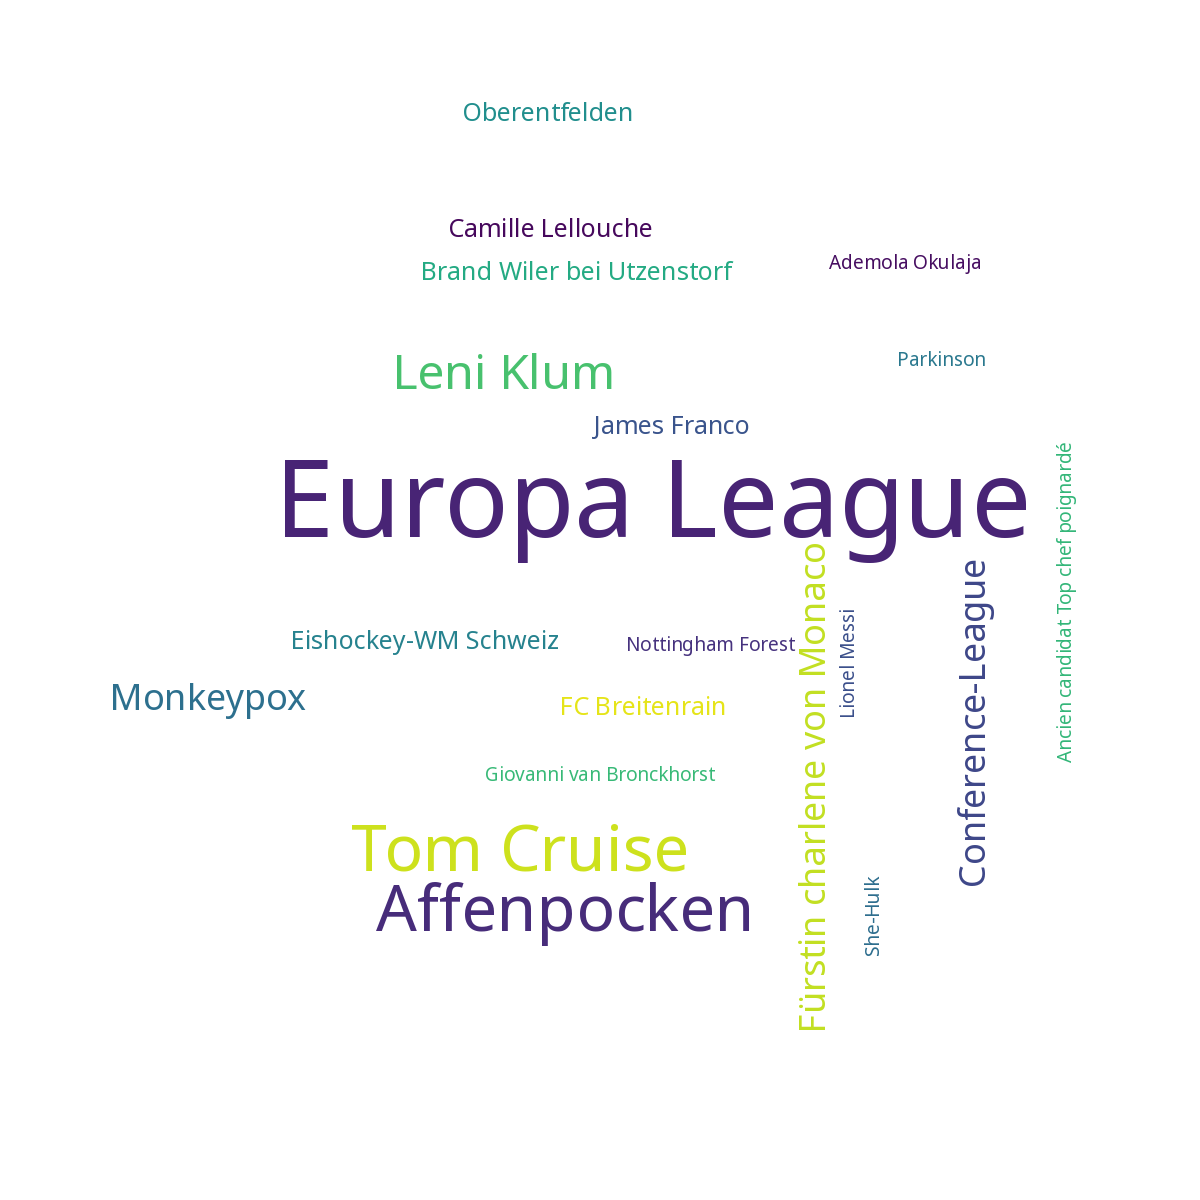 Oberentfelden
Camille Lellouche
Ademola Okulaja
Brand Wiler bei Utzenstorf
Parkinson
Leni Klum
James Franco
Europa League
Ancien candidat Top chef poignardé
Fürstin charlene von Monaco
Conference-League
Lionel Messi
Eishockey-WM Schweiz
Nottingham Forest
Monkeypox
FC Breitenrain
Giovanni van Bronckhorst
Tom Cruise
Affenpocken
She-Hulk